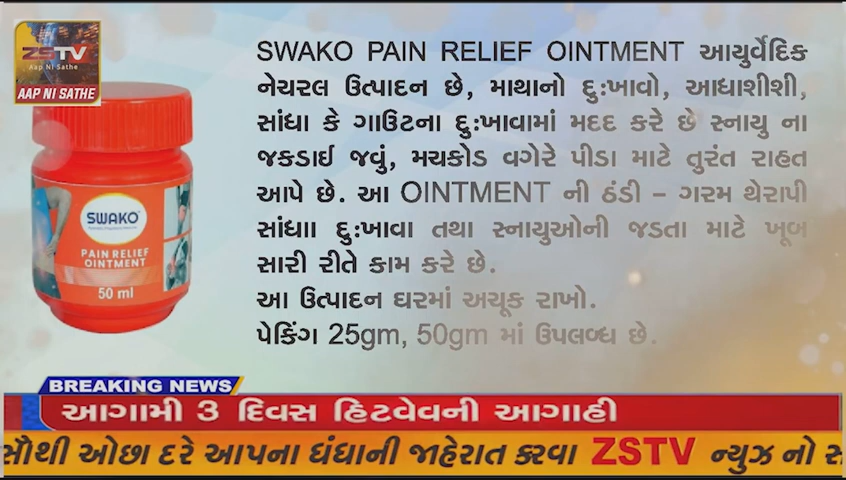 ZSTV
Aap Ni Sathe
AAP NI SATHE
SWAKO PAIN RELIEF OINTMENT આયુર્વેદિક
નેચરલ ઉત્પાદન છે, માથાનો દુ:ખાવો, આધાશીશી,
સાંધા કે ગાઉટના દુ:ખાવામાં મદદ કરે છે સ્નાયુ ના
જકડાઈ જવું, મચકોડ વગેરે પીડા માટે તુરંત રાહત
આપે છે. આ OINTMENT ની ઠંડી – ગરમ થેરાપી
સાંધાા દુ:ખાવા તથા સ્નાયુઓની જડતા માટે ખૂબ
સારી રીતે કામ કરે છે.
આ ઉત્પાદન ઘરમાં અચૂક રાખો.
પેકિંગ 25gm, 50gm માં ઉપલબ્ધ છે.
SWAKO
PAIN RELIEF
OINTMENT
50 ml
BREAKING NEWS
આગામી 3 દિવસ હિટવેવની આગાહી
સૌથી ઓછા દરે આપના ધંધાની જાહેરાત કરવા ZSTV ન્યુઝ નો